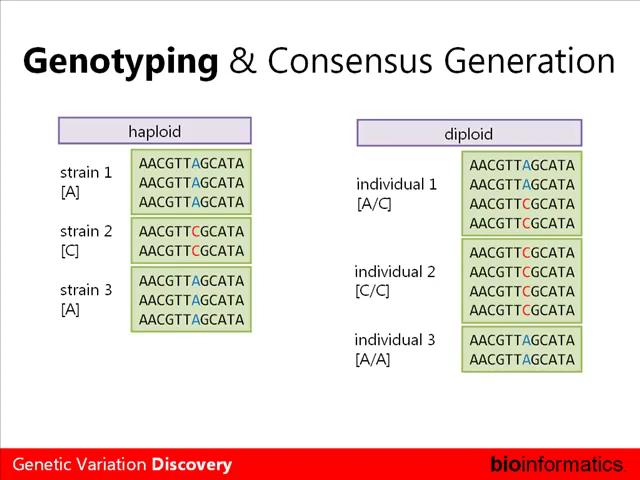 Genotyping & Consensus Generation
haploid
strain 1
[A]
AACGTTAGCATA
AACGTTAGCATA
AACGTTAGCATA
strain 2
[C]
AACGTTCGCATA
AACGTTCGCATA
strain 3
[A]
AACGTTAGCATA
AACGTTAGCATA
AACGTTAGCATA
diploid
individual 1
[A/C]
AACGTTAGCATA
AACGTTAGCATA
AACGTTCGCATA
AACGTTCGCATA
individual 2
[C/C]
AACGTTCGCATA
AACGTTCGCATA
AACGTTCGCATA
AACGTTCGCATA
individual 3
[A/A]
AACGTTAGCATA
AACGTTAGCATA
Genetic Variation Discovery
bioinformatics.